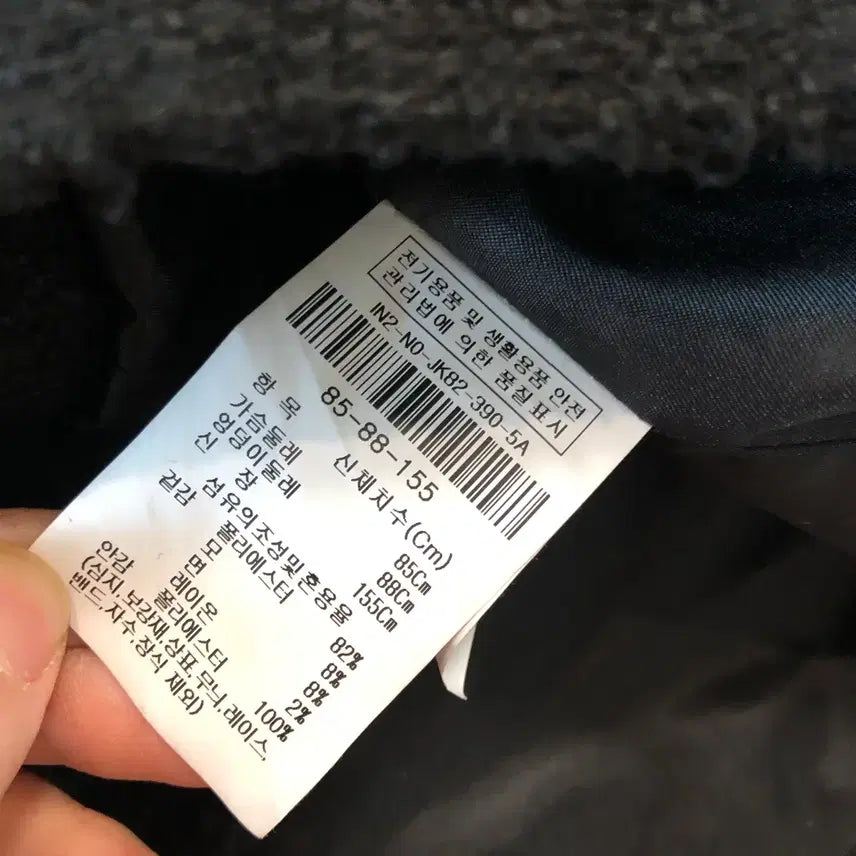 전기용품 및 생활용품 안전
관리법에 의한 품질표시
IN2-N0-JK82-390-5A
85-88-155
항 목 신체치수(Cm)
가슴둘레 85Cm
엉덩이둘레 88Cm
신 장 155Cm
섬유의조성및혼용율
겉감 폴리에스터 82%
모 8%
면 8%
레이온 2%
안감 폴리에스터 100%
(심지,보강재,상표,무늬,레이스,
밴드,자수,장식 제외)